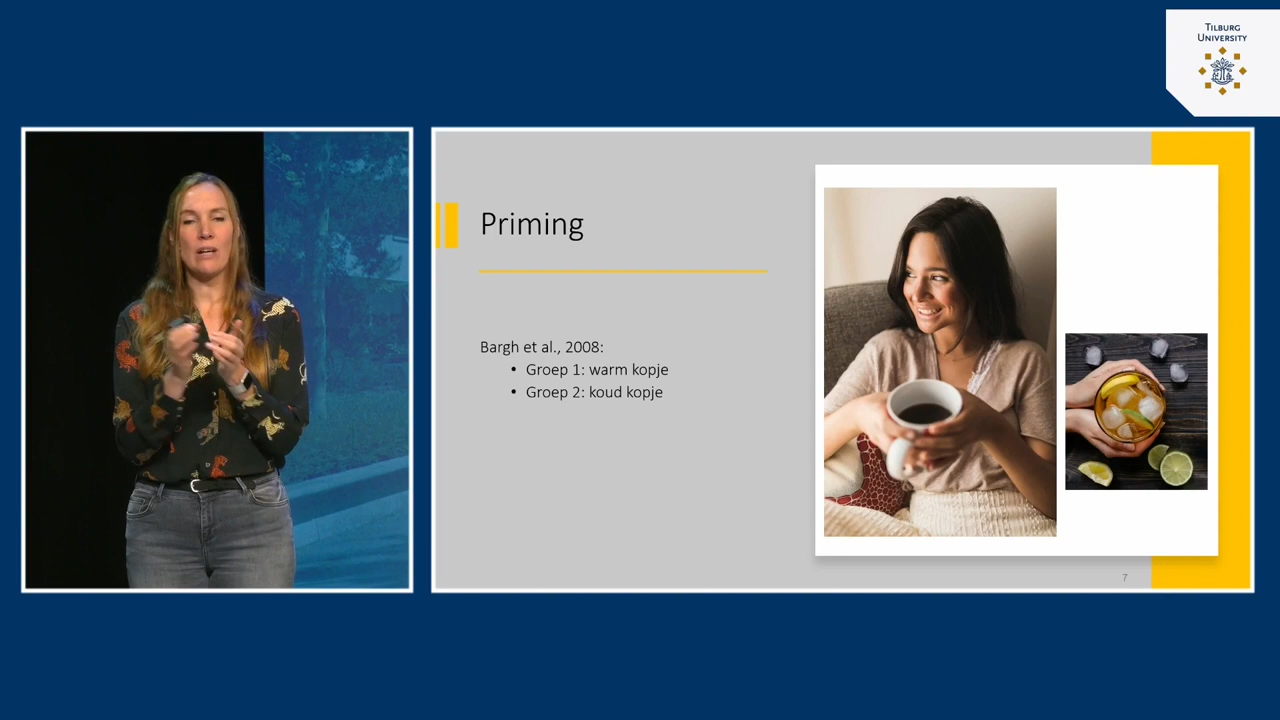 TILBURG
UNIVERSITY
Priming
Bargh et al., 2008:
• Groep 1: warm kopje
• Groep 2: koud kopje
7